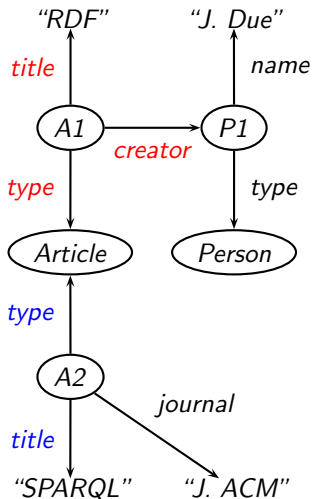 “RDF” “J. Due”
title name
A1 P1
creator
type type
Article Person
type
A2
journal
title
“SPARQL” “J. ACM”